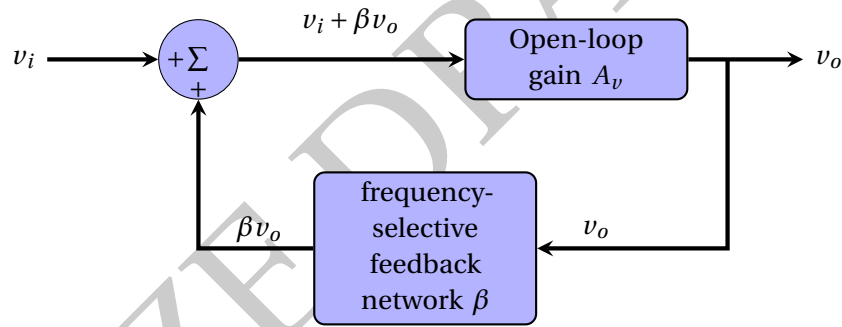 v_i + βv_o
v_i
+ Σ
+
Open-loop
gain A_v
v_o
frequency-
selective
feedback
network β
βv_o
v_o